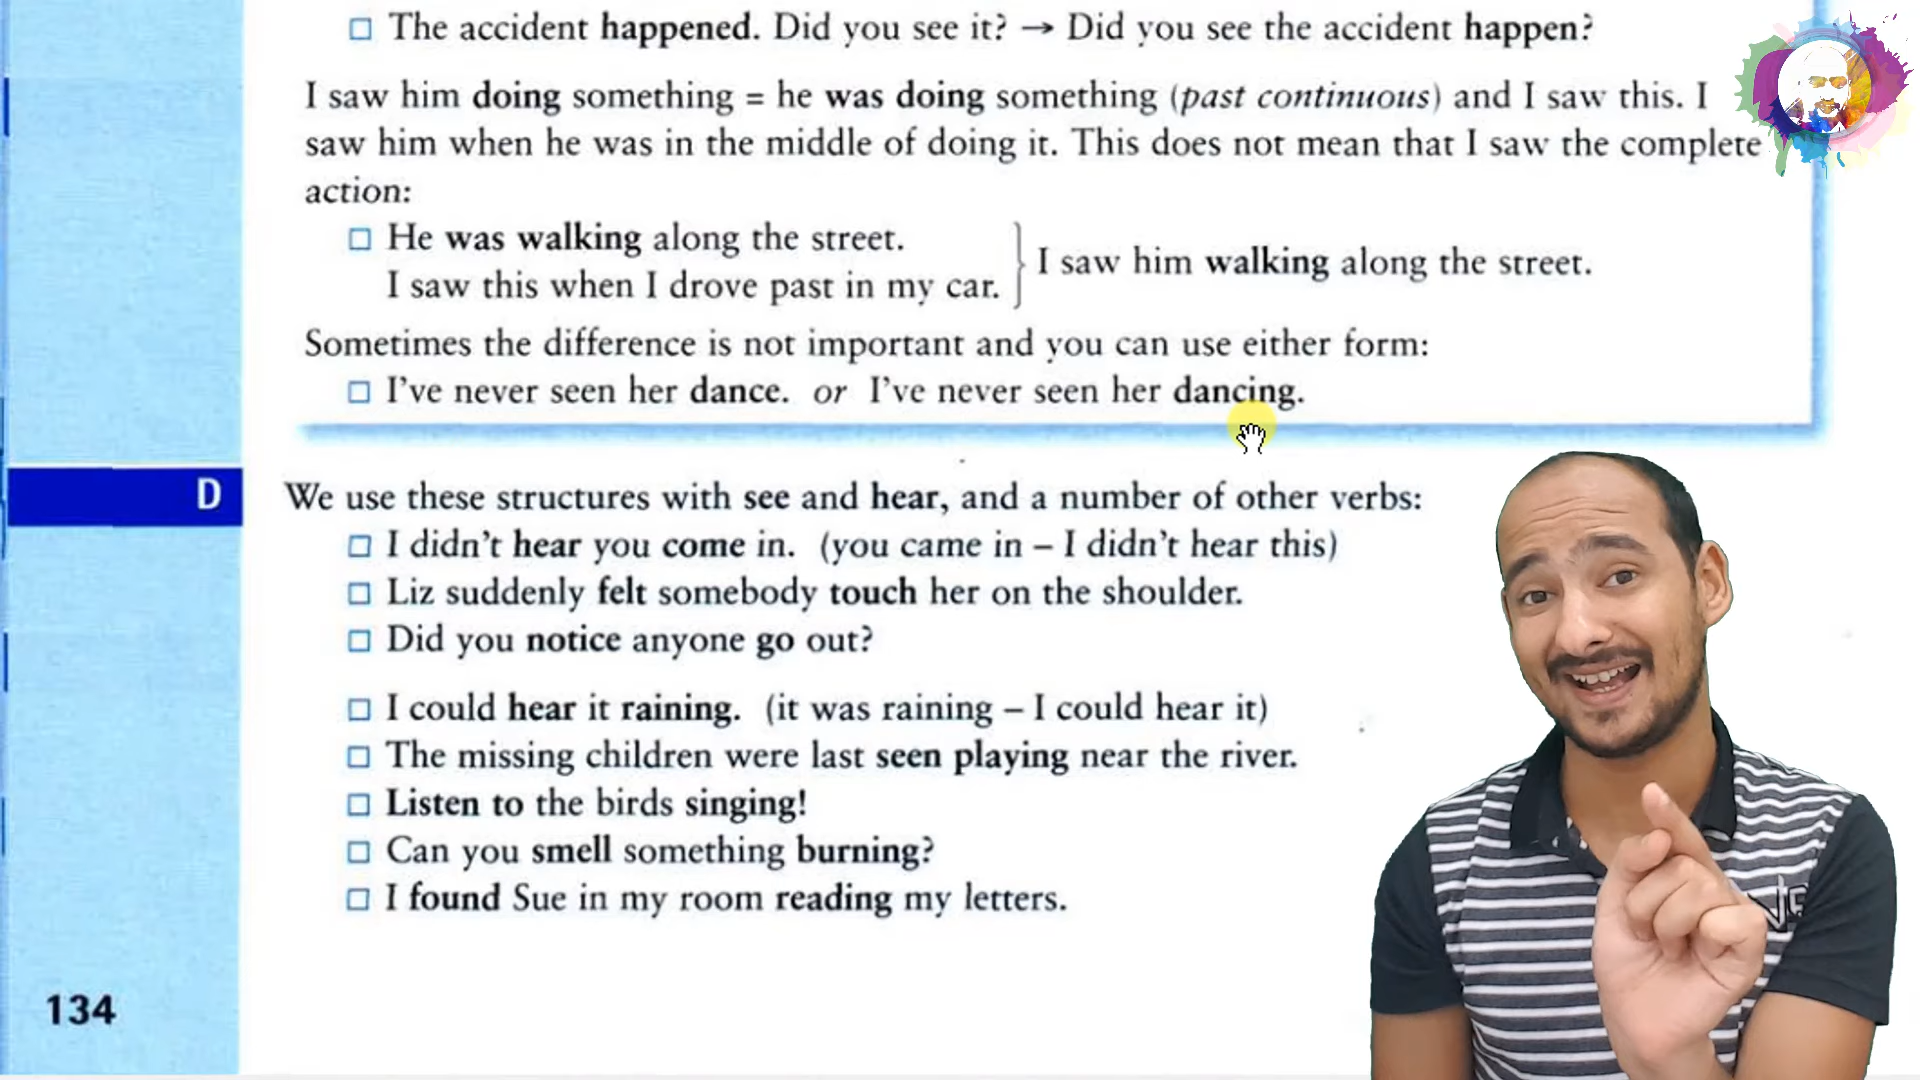 □ The accident happened. Did you see it? → Did you see the accident happen?
I saw him doing something = he was doing something (past continuous) and I saw this. I
saw him when he was in the middle of doing it. This does not mean that I saw the complete
action:
□ He was walking along the street.
I saw this when I drove past in my car.
} I saw him walking along the street.
Sometimes the difference is not important and you can use either form:
□ I've never seen her dance. or I've never seen her dancing.
D
We use these structures with see and hear, and a number of other verbs:
□ I didn't hear you come in. (you came in – I didn't hear this)
□ Liz suddenly felt somebody touch her on the shoulder.
□ Did you notice anyone go out?
□ I could hear it raining. (it was raining – I could hear it)
□ The missing children were last seen playing near the river.
□ Listen to the birds singing!
□ Can you smell something burning?
□ I found Sue in my room reading my letters.
134